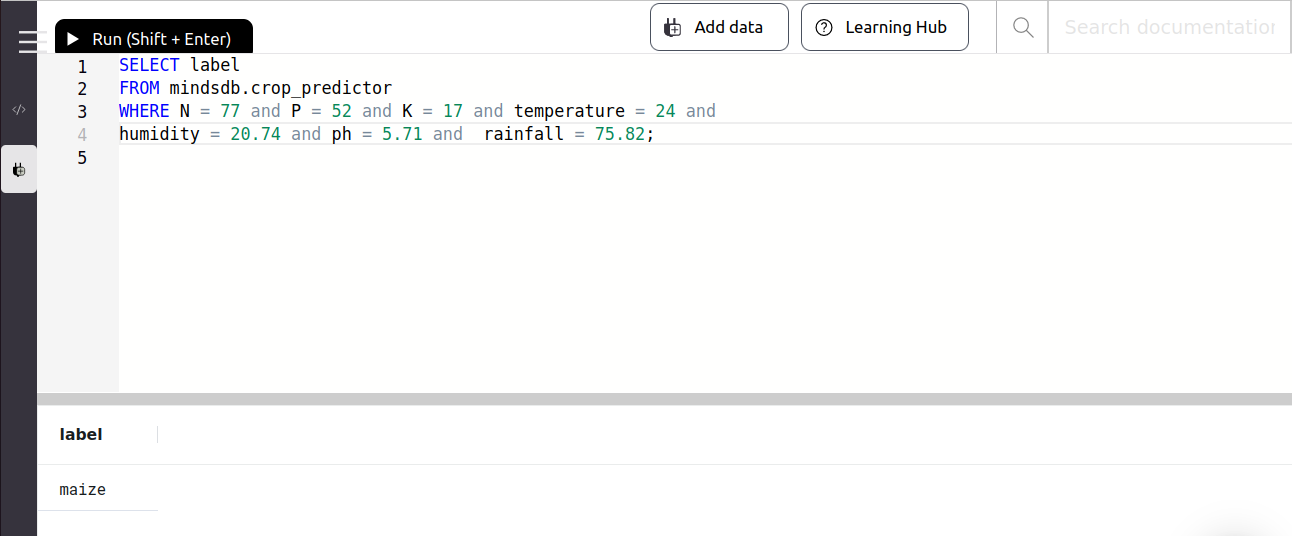 Run (Shift + Enter)
Add data
Learning Hub
Search documentation
1 SELECT label
2 FROM mindsdb.crop_predictor
3 WHERE N = 77 and P = 52 and K = 17 and temperature = 24 and
4 humidity = 20.74 and ph = 5.71 and  rainfall = 75.82;
5
label
maize